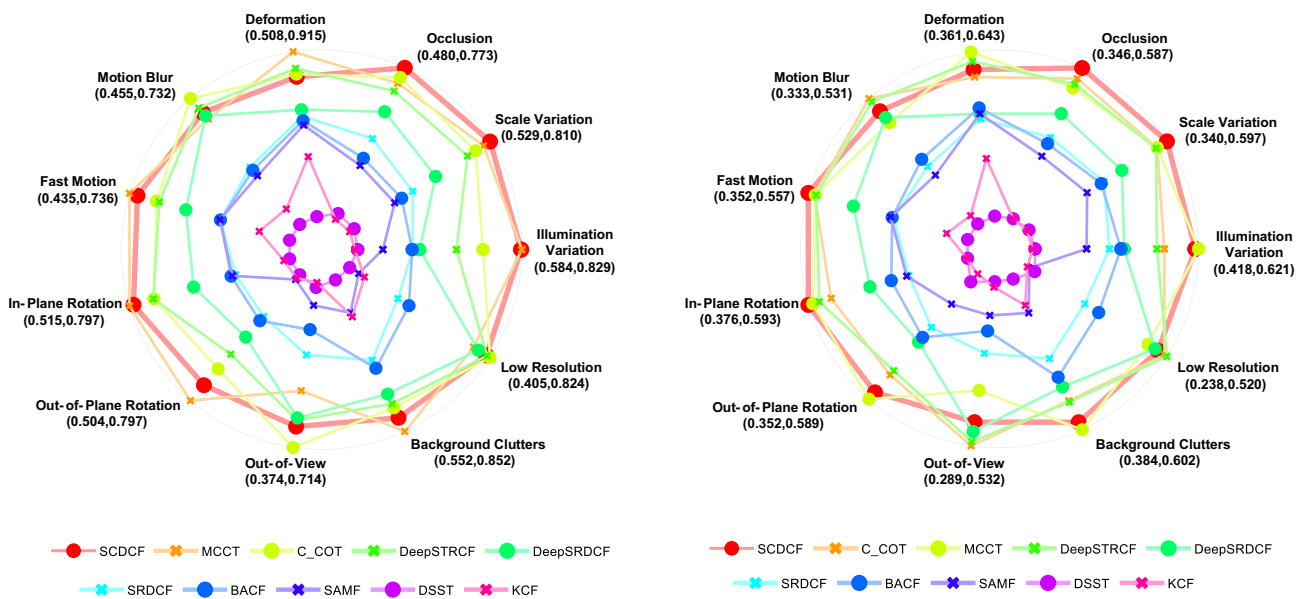 Deformation
(0.508,0.915)
Occlusion
(0.480,0.773)
Motion Blur
(0.455,0.732)
Scale Variation
(0.529,0.810)
Fast Motion
(0.435,0.736)
Illumination
Variation
(0.584,0.829)
In-Plane Rotation
(0.515,0.797)
Low Resolution
(0.405,0.824)
Out-of-Plane Rotation
(0.504,0.797)
Background Clutters
(0.552,0.852)
Out-of-View
(0.374,0.714)
SCDCF MCCT C_COT DeepSTRCF DeepSRDCF
SRDCF BACF SAMF DSST KCF
Deformation
(0.361,0.643)
Occlusion
(0.346,0.587)
Motion Blur
(0.333,0.531)
Scale Variation
(0.340,0.597)
Fast Motion
(0.352,0.557)
Illumination
Variation
(0.418,0.621)
In-Plane Rotation
(0.376,0.593)
Low Resolution
(0.238,0.520)
Out-of-Plane Rotation
(0.352,0.589)
Background Clutters
(0.384,0.602)
Out-of-View
(0.289,0.532)
SCDCF C_COT MCCT DeepSTRCF DeepSRDCF
SRDCF BACF SAMF DSST KCF